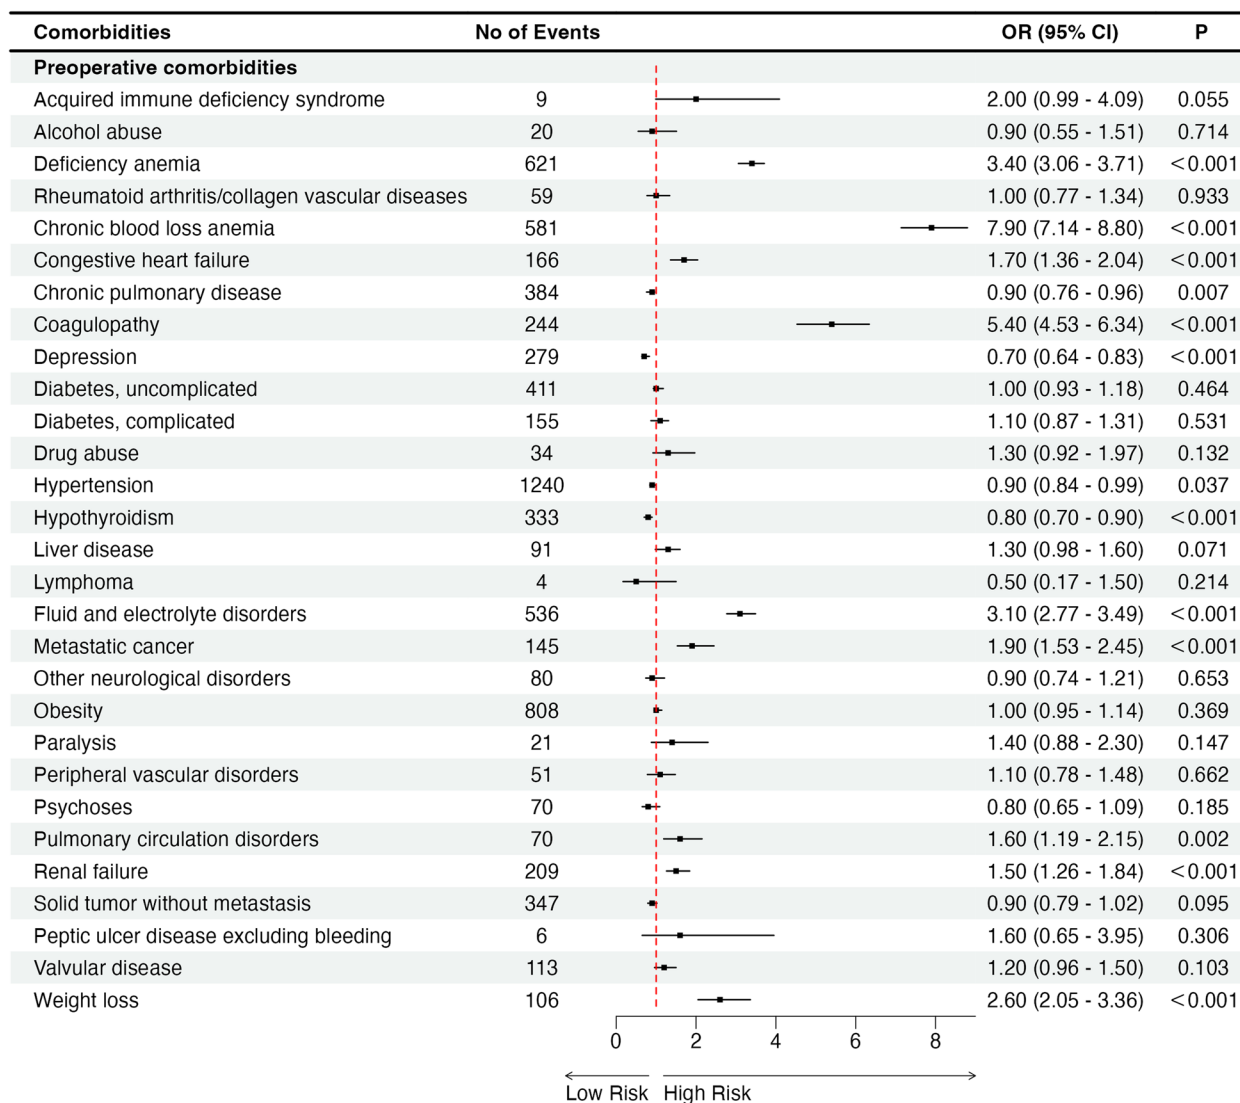 Comorbidities No of Events OR (95% CI) P
Preoperative comorbidities
Acquired immune deficiency syndrome 9 2.00 (0.99 - 4.09) 0.055
Alcohol abuse 20 0.90 (0.55 - 1.51) 0.714
Deficiency anemia 621 3.40 (3.06 - 3.71) <0.001
Rheumatoid arthritis/collagen vascular diseases 59 1.00 (0.77 - 1.34) 0.933
Chronic blood loss anemia 581 7.90 (7.14 - 8.80) <0.001
Congestive heart failure 166 1.70 (1.36 - 2.04) <0.001
Chronic pulmonary disease 384 0.90 (0.76 - 0.96) 0.007
Coagulopathy 244 5.40 (4.53 - 6.34) <0.001
Depression 279 0.70 (0.64 - 0.83) <0.001
Diabetes, uncomplicated 411 1.00 (0.93 - 1.18) 0.464
Diabetes, complicated 155 1.10 (0.87 - 1.31) 0.531
Drug abuse 34 1.30 (0.92 - 1.97) 0.132
Hypertension 1240 0.90 (0.84 - 0.99) 0.037
Hypothyroidism 333 0.80 (0.70 - 0.90) <0.001
Liver disease 91 1.30 (0.98 - 1.60) 0.071
Lymphoma 4 0.50 (0.17 - 1.50) 0.214
Fluid and electrolyte disorders 536 3.10 (2.77 - 3.49) <0.001
Metastatic cancer 145 1.90 (1.53 - 2.45) <0.001
Other neurological disorders 80 0.90 (0.74 - 1.21) 0.653
Obesity 808 1.00 (0.95 - 1.14) 0.369
Paralysis 21 1.40 (0.88 - 2.30) 0.147
Peripheral vascular disorders 51 1.10 (0.78 - 1.48) 0.662
Psychoses 70 0.80 (0.65 - 1.09) 0.185
Pulmonary circulation disorders 70 1.60 (1.19 - 2.15) 0.002
Renal failure 209 1.50 (1.26 - 1.84) <0.001
Solid tumor without metastasis 347 0.90 (0.79 - 1.02) 0.095
Peptic ulcer disease excluding bleeding 6 1.60 (0.65 - 3.95) 0.306
Valvular disease 113 1.20 (0.96 - 1.50) 0.103
Weight loss 106 2.60 (2.05 - 3.36) <0.001
0 2 4 6 8
Low Risk High Risk